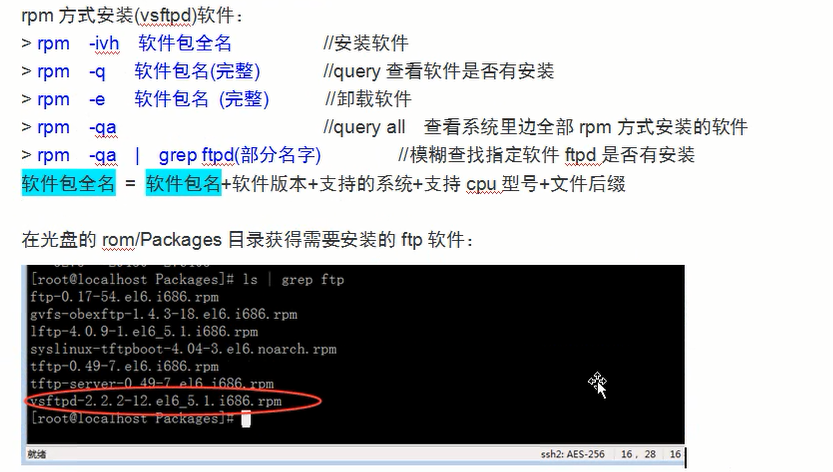 rpm 方式安装(vsftpd)软件：
> rpm -ivh 软件包全名 //安装软件
> rpm -q 软件包名(完整) //query 查看软件是否有安装
> rpm -e 软件包名 (完整) //卸载软件
> rpm -qa //query all 查看系统里边全部 rpm 方式安装的软件
> rpm -qa | grep ftpd(部分名字) //模糊查找指定软件 ftpd 是否有安装
软件包全名 = 软件包名+软件版本+支持的系统+支持 cpu 型号+文件后缀
在光盘的 rom/Packages 目录获得需要安装的 ftp 软件：
[root@localhost Packages]# ls | grep ftp
ftp-0.17-54.el6.i686.rpm
gvfs-obexftp-1.4.3-18.el6.i686.rpm
lftp-4.0.9-1.el6_5.1.i686.rpm
syslinux-tftpboot-4.04-3.el6.noarch.rpm
tftp-0.49-7.el6.i686.rpm
tftp-server-0.49-7.el6.i686.rpm
vsftpd-2.2.2-12.el6_5.1.i686.rpm
[root@localhost Packages]#
就绪 ssh2: AES-256 16, 28 16